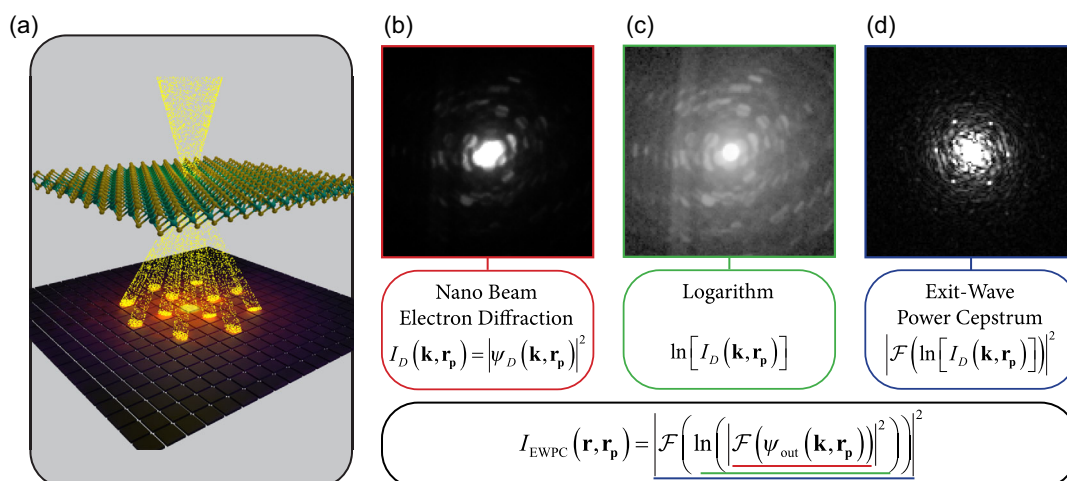 (a)
(b)
(c)
(d)
Nano Beam
Electron Diffraction
I_D(k, r_p) = |ψ_D(k, r_p)|²
Logarithm
ln[I_D(k, r_p)]
Exit-Wave
Power Cepstrum
|ℱ(ln[I_D(k, r_p)])|²
I_EWPC(r, r_p) = |ℱ(ln(|ℱ(ψ_out(k, r_p))|²))|²